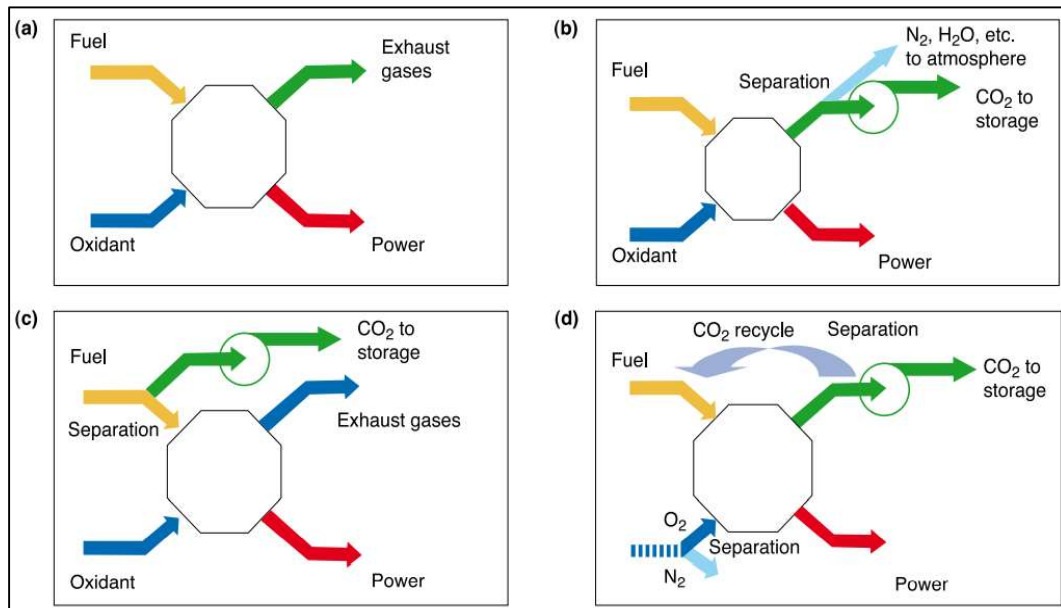 (a)
Fuel
Exhaust
gases
Oxidant
Power
(b)
N₂, H₂O, etc.
to atmosphere
Separation
Fuel
CO₂ to
storage
Oxidant
Power
(c)
CO₂ to
storage
Fuel
Separation
Exhaust gases
Oxidant
Power
(d)
CO₂ recycle
Separation
Fuel
CO₂ to
storage
O₂
Separation
N₂
Power